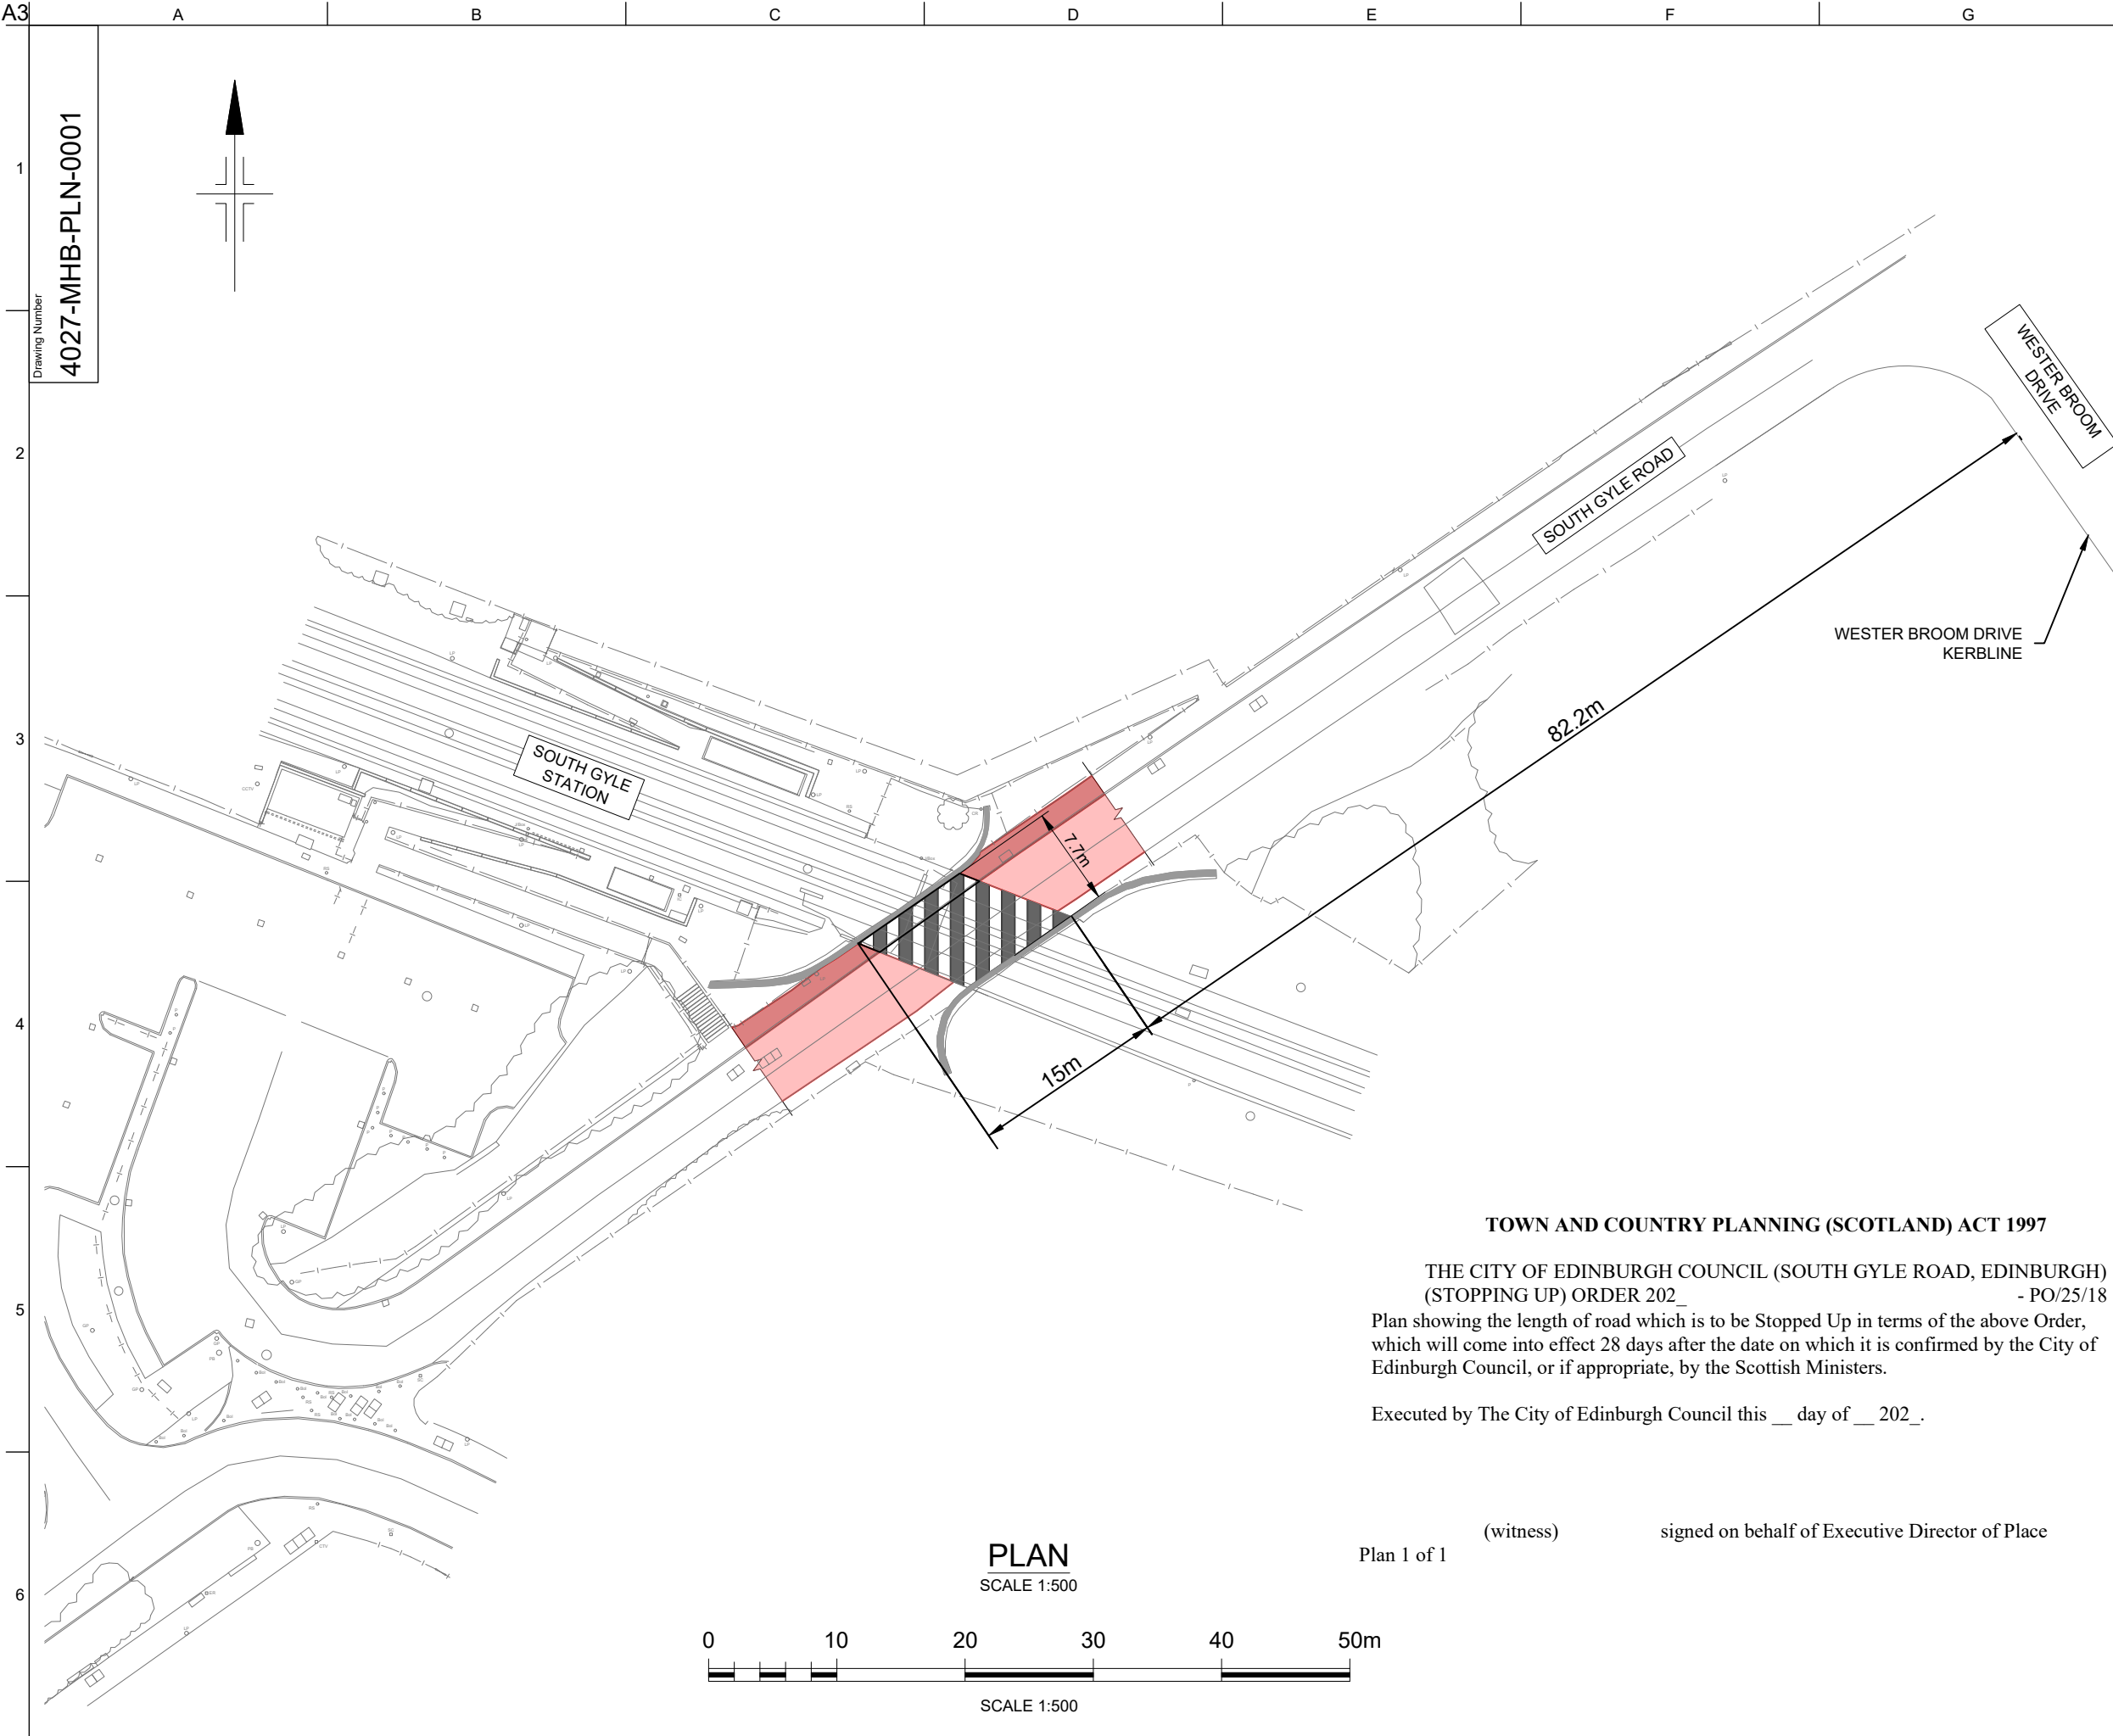 A3
A
B
C
D
E
F
G
1
2
3
4
5
6
Drawing Number
4027-MHB-PLN-0001
WESTER BROOM
DRIVE
SOUTH GYLE ROAD
WESTER BROOM DRIVE
KERBLINE
82.2m
SOUTH GYLE
STATION
7.7m
15m
TOWN AND COUNTRY PLANNING (SCOTLAND) ACT 1997
THE CITY OF EDINBURGH COUNCIL (SOUTH GYLE ROAD, EDINBURGH)
(STOPPING UP) ORDER 202_ - PO/25/18
Plan showing the length of road which is to be Stopped Up in terms of the above Order,
which will come into effect 28 days after the date on which it is confirmed by the City of
Edinburgh Council, or if appropriate, by the Scottish Ministers.
Executed by The City of Edinburgh Council this __ day of __ 202_.
(witness) signed on behalf of Executive Director of Place
Plan 1 of 1
PLAN
SCALE 1:500
0 10 20 30 40 50m
SCALE 1:500